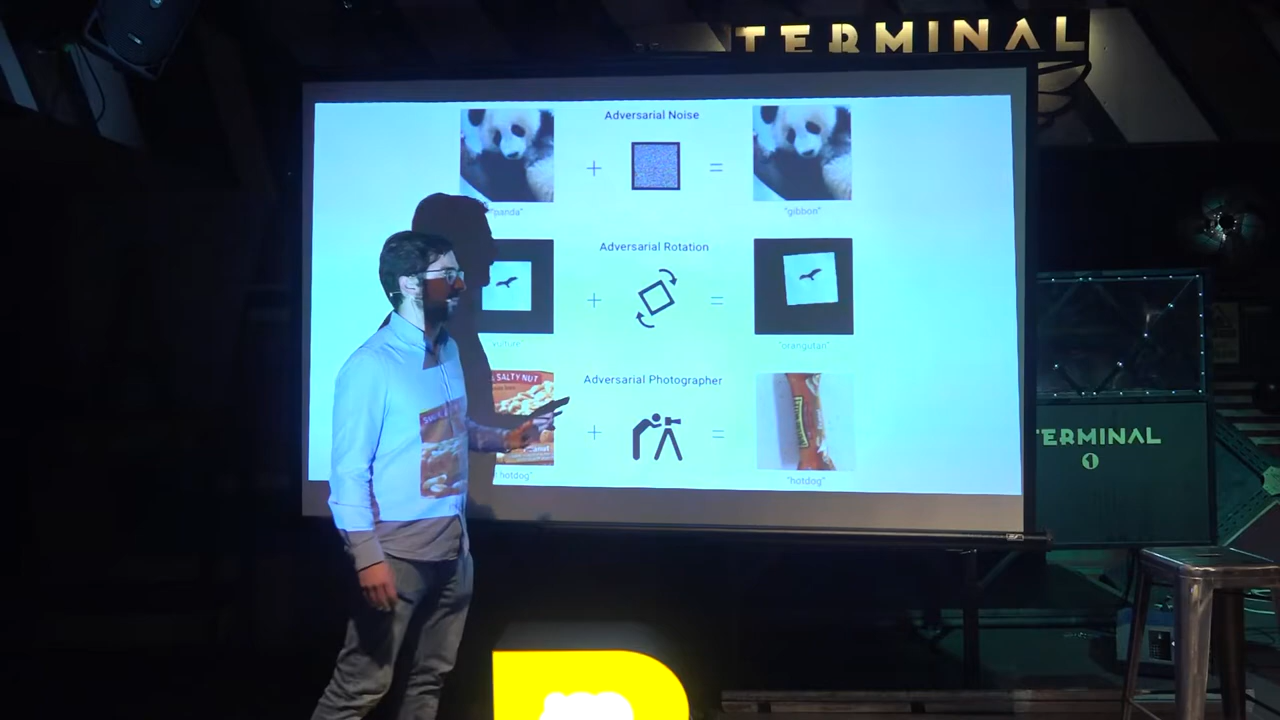 TERMINAL
Adversarial Noise
+
=
"panda"
"gibbon"
Adversarial Rotation
+
=
"orangutan"
SALTY NUT
Adversarial Photographer
+
=
hotdog"
"hotdog"
TERMINAL
1